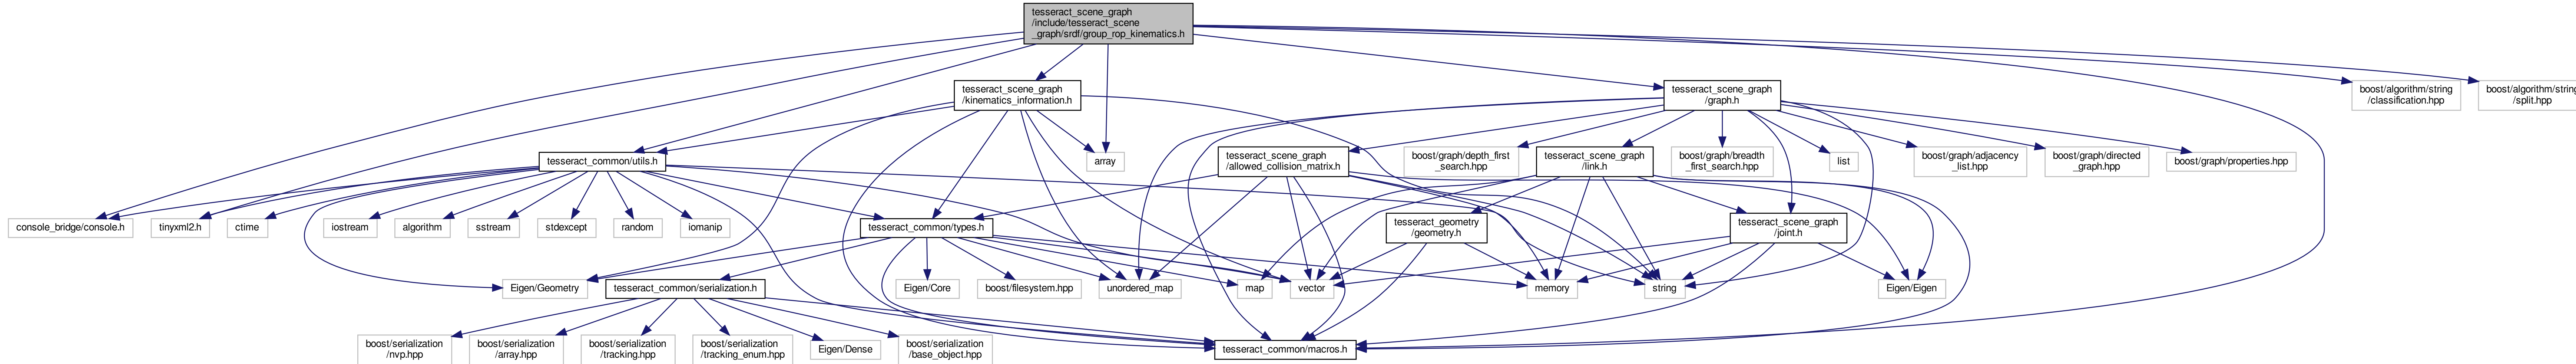 tesseract_scene_graph
/include/tesseract_scene
_graph/srdf/group_rop_kinematics.h
tesseract_scene_graph
/kinematics_information.h
tesseract_scene_graph
/graph.h
boost/algorithm/string
/classification.hpp
boost/algorithm/string
/split.hpp
tesseract_common/utils.h
array
tesseract_scene_graph
/allowed_collision_matrix.h
boost/graph/depth_first
_search.hpp
tesseract_scene_graph
/link.h
boost/graph/breadth
_first_search.hpp
list
boost/graph/adjacency
_list.hpp
boost/graph/directed
_graph.hpp
boost/graph/properties.hpp
console_bridge/console.h
tinyxml2.h
ctime
iostream
algorithm
sstream
stdexcept
random
iomanip
tesseract_common/types.h
tesseract_geometry
/geometry.h
tesseract_scene_graph
/joint.h
Eigen/Geometry
tesseract_common/serialization.h
Eigen/Core
boost/filesystem.hpp
unordered_map
map
vector
memory
string
Eigen/Eigen
boost/serialization
/nvp.hpp
boost/serialization
/array.hpp
boost/serialization
/tracking.hpp
boost/serialization
/tracking_enum.hpp
Eigen/Dense
boost/serialization
/base_object.hpp
tesseract_common/macros.h